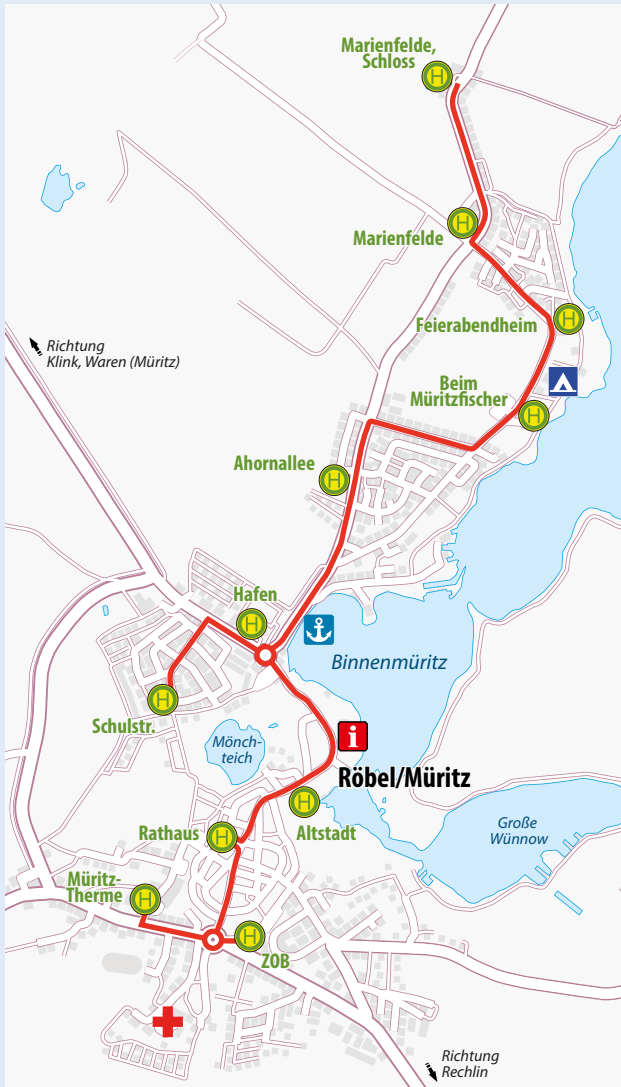 Marienfelde,
Schloss
H
Marienfelde
H
Feierabendheim
H
Richtung
Klink, Waren (Müritz)
Beim
Müritzfischer
H
Ahornallee
H
Hafen
H
Binnenmüritz
H
Schulstr.
Mönch-
teich
i
Röbel/Müritz
H
Altstadt
Rathaus
H
Große
Wünnow
Müritz-
Therme
H
H
ZOB
Richtung
Rechlin